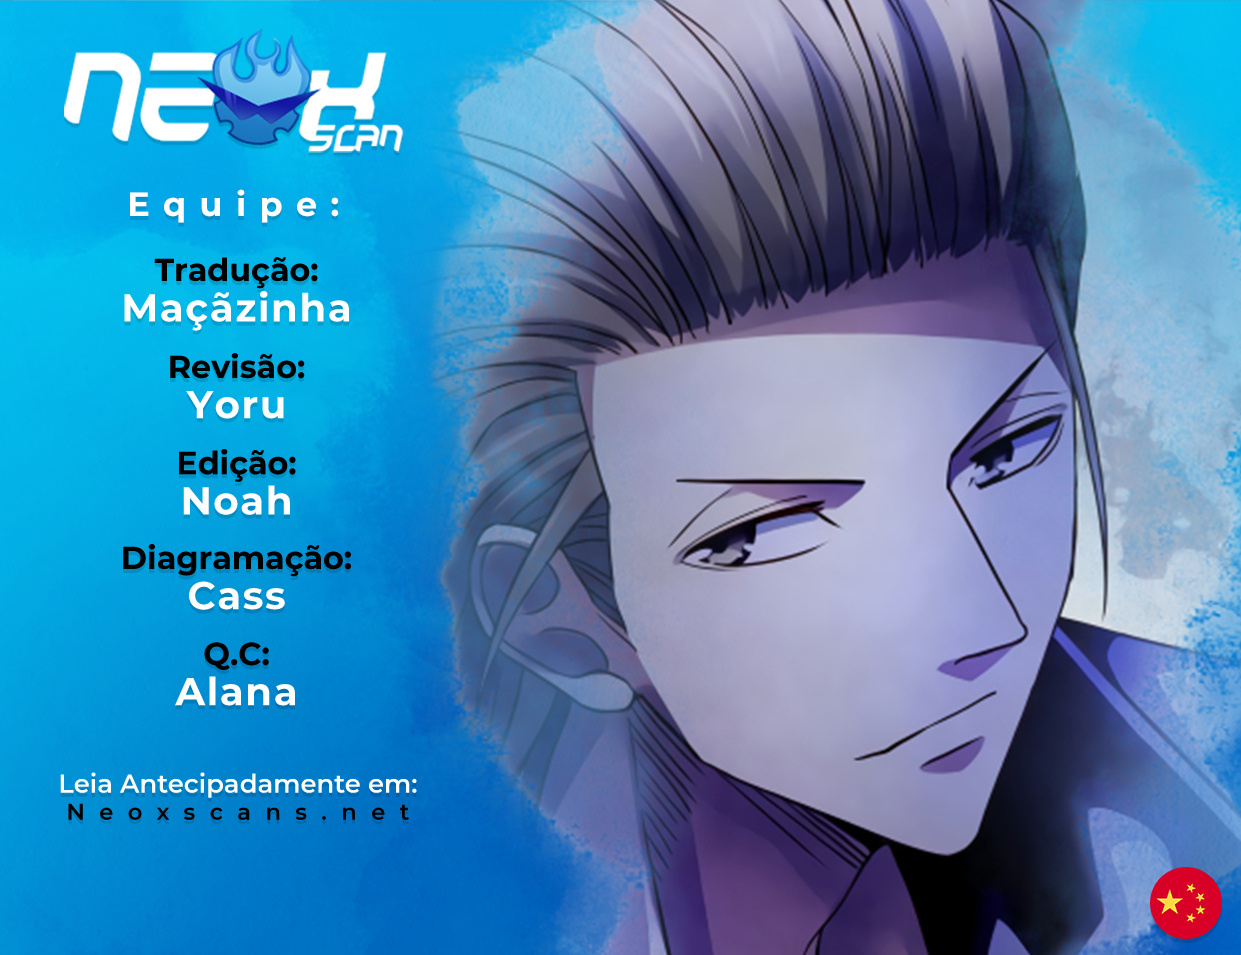 NEOX
SCAN
Equipe:
Tradução:
Maçãzinha
Revisão:
Yoru
Edição:
Noah
Diagramação:
Cass
Q.C:
Alana
Leia Antecipadamente em:
Neoxscans.net